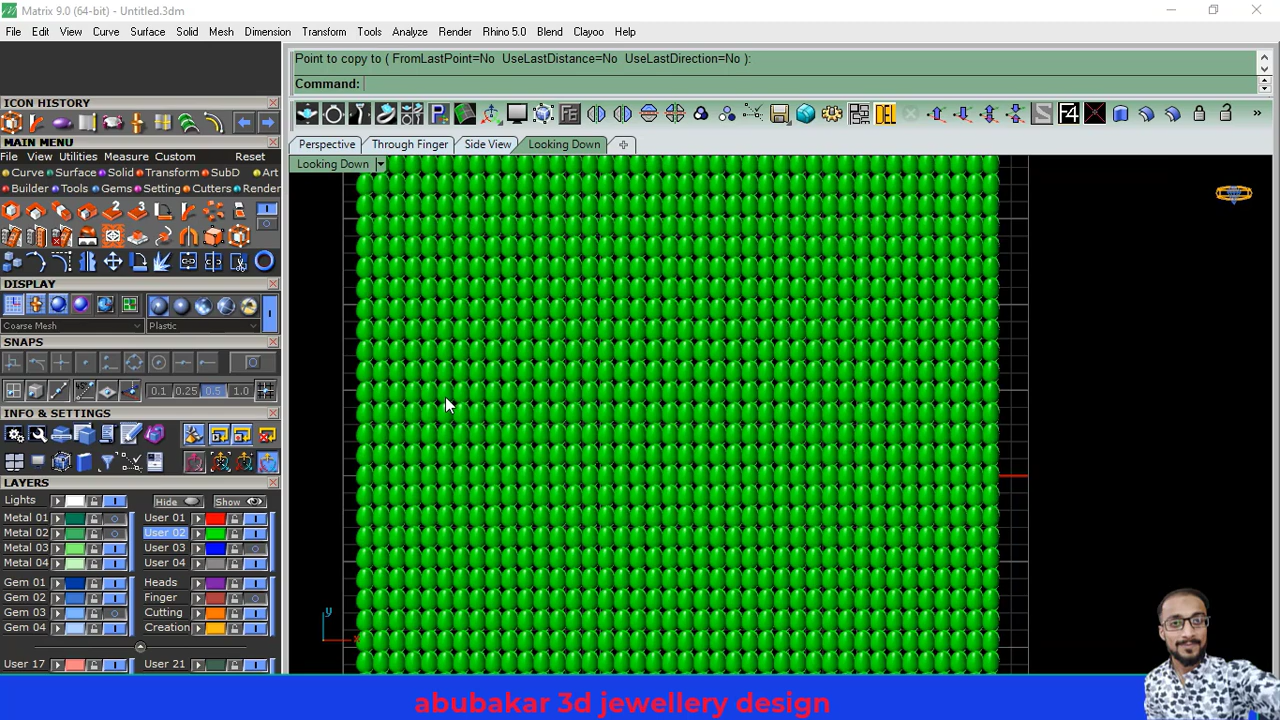 Matrix 9.0 (64-bit) - Untitled.3dm
File Edit View Curve Surface Solid Mesh Dimension Transform Tools Analyze Render Rhino 5.0 Blend Clayoo Help
Point to copy to ( FromLastPoint=No UseLastDistance=No UseLastDirection=No ):
Command:
ICON HISTORY
MAIN MENU
File View Utilities Measure Custom Reset
Curve Surface Solid Transform SubD Art
Builder Tools Gems Setting Cutters Render
Perspective Through Finger Side View Looking Down
Looking Down
DISPLAY
Coarse Mesh Plastic
SNAPS
0.1 0.25 0.5 1.0
INFO & SETTINGS
LAYERS
Lights Hide Show
Metal 01 User 01
Metal 02 User 02
Metal 03 User 03
Metal 04 User 04
Gem 01 Heads
Gem 02 Finger
Gem 03 Cutting
Gem 04 Creation
User 17 User 21
F4
y
x
abubakar 3d jewellery design